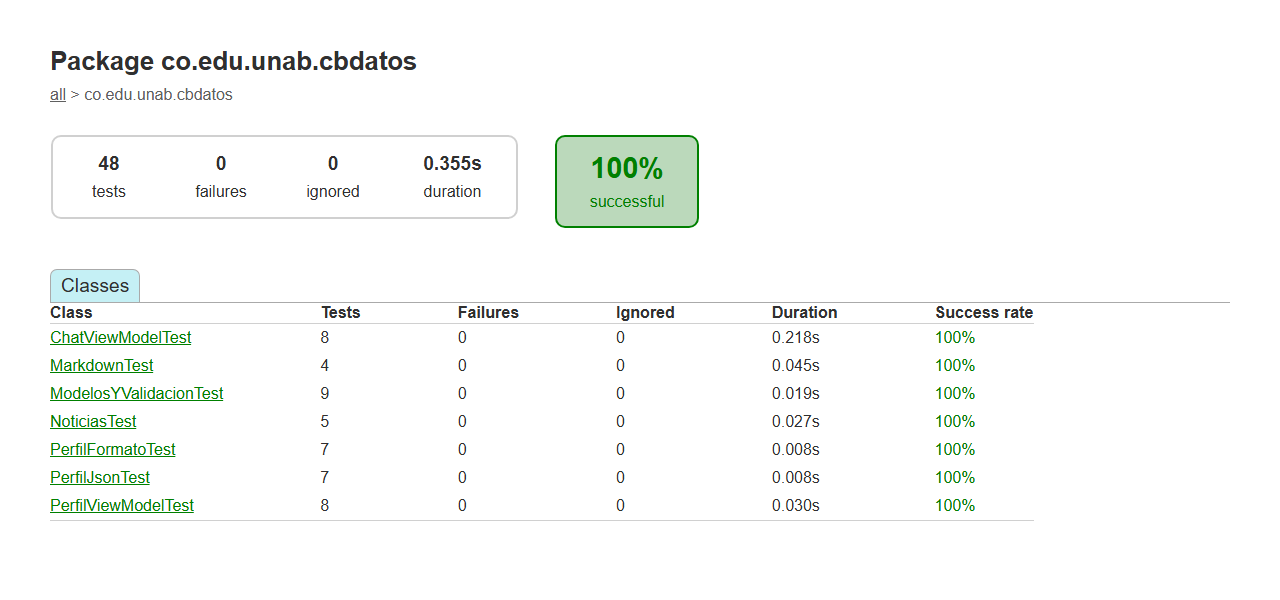 Package co.edu.unab.cbdatos
all > co.edu.unab.cbdatos
48 0 0 0.355s 100%
tests failures ignored duration successful
Classes
Class Tests Failures Ignored Duration Success rate
ChatViewModelTest 8 0 0 0.218s 100%
MarkdownTest 4 0 0 0.045s 100%
ModelosYValidacionTest 9 0 0 0.019s 100%
NoticiasTest 5 0 0 0.027s 100%
PerfilFormatoTest 7 0 0 0.008s 100%
PerfilJsonTest 7 0 0 0.008s 100%
PerfilViewModelTest 8 0 0 0.030s 100%